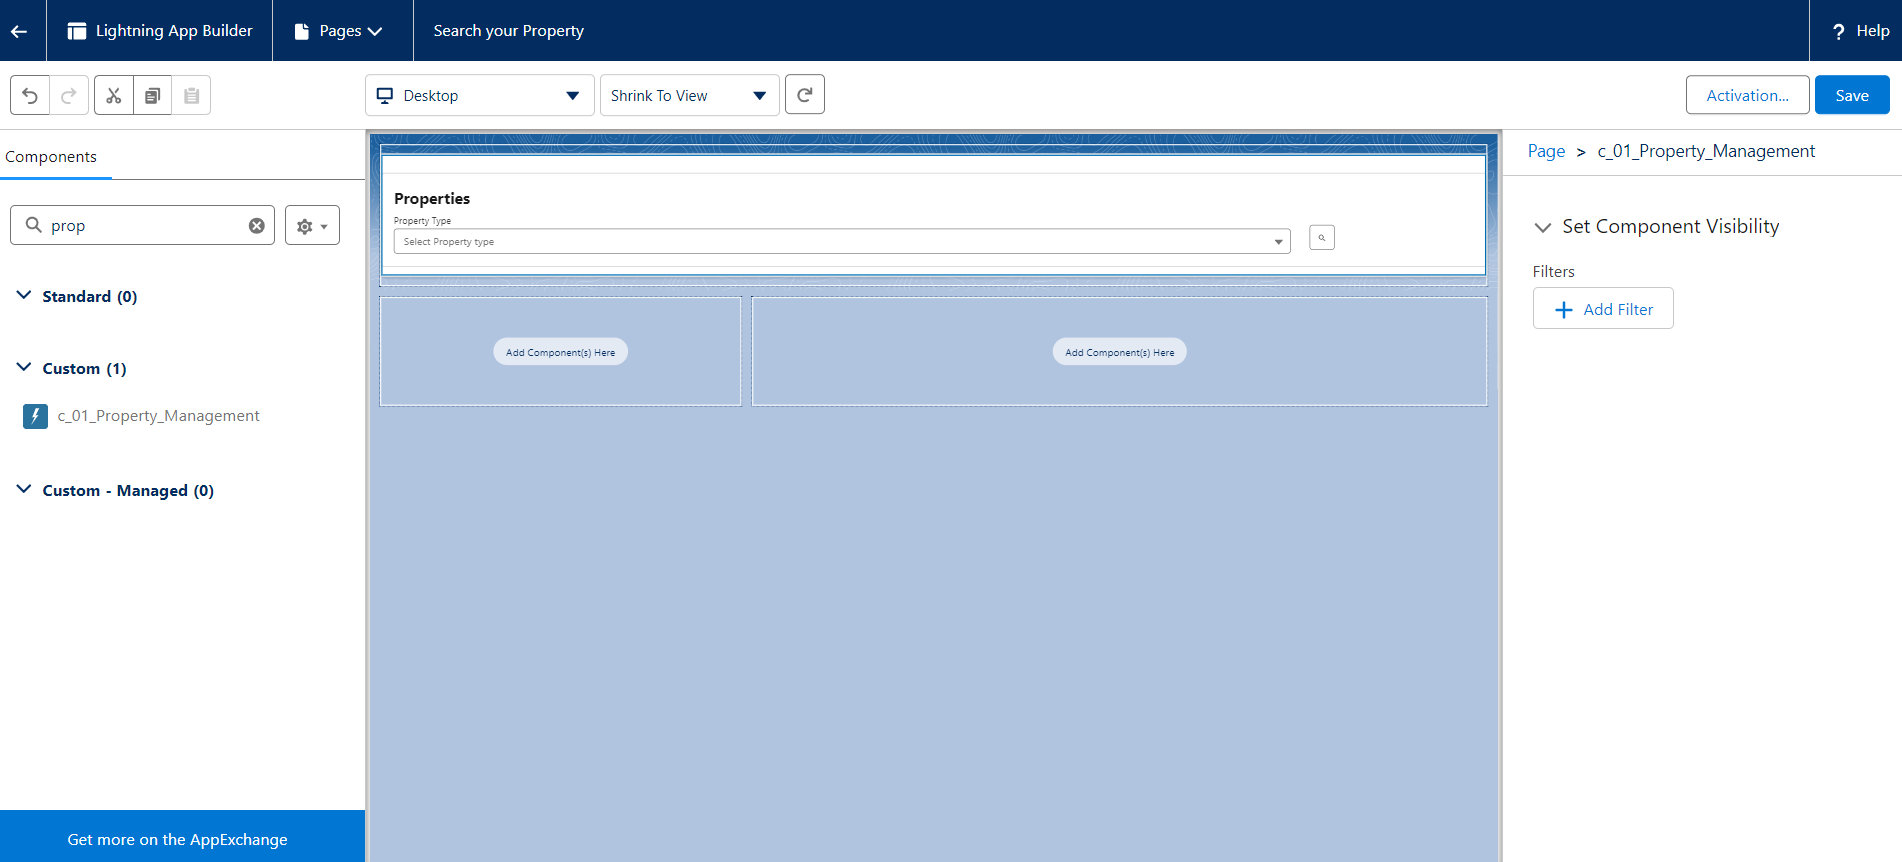 Lightning App Builder
Pages
Search your Property
? Help
Desktop
Shrink To View
Activation...
Save
Components
prop
Standard (0)
Custom (1)
c_01_Property_Management
Custom - Managed (0)
Get more on the AppExchange
Properties
Property Type
Select Property type
Add Component(s) Here
Add Component(s) Here
Page > c_01_Property_Management
Set Component Visibility
Filters
Add Filter